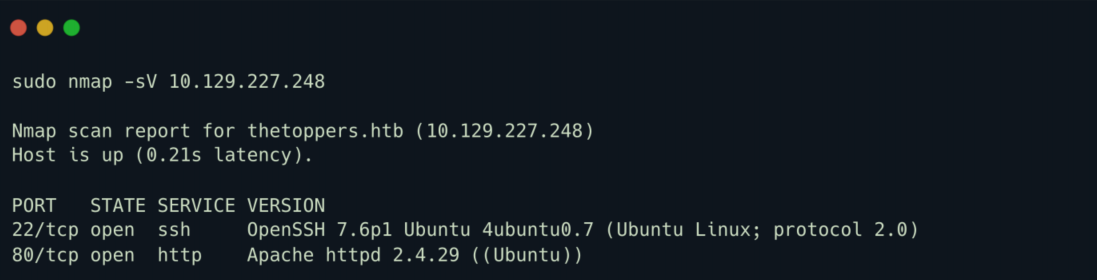 sudo nmap -sV 10.129.227.248
Nmap scan report for thetoppers.htb (10.129.227.248)
Host is up (0.21s latency).
PORT   STATE SERVICE VERSION
22/tcp open  ssh     OpenSSH 7.6p1 Ubuntu 4ubuntu0.7 (Ubuntu Linux; protocol 2.0)
80/tcp open  http    Apache httpd 2.4.29 ((Ubuntu))